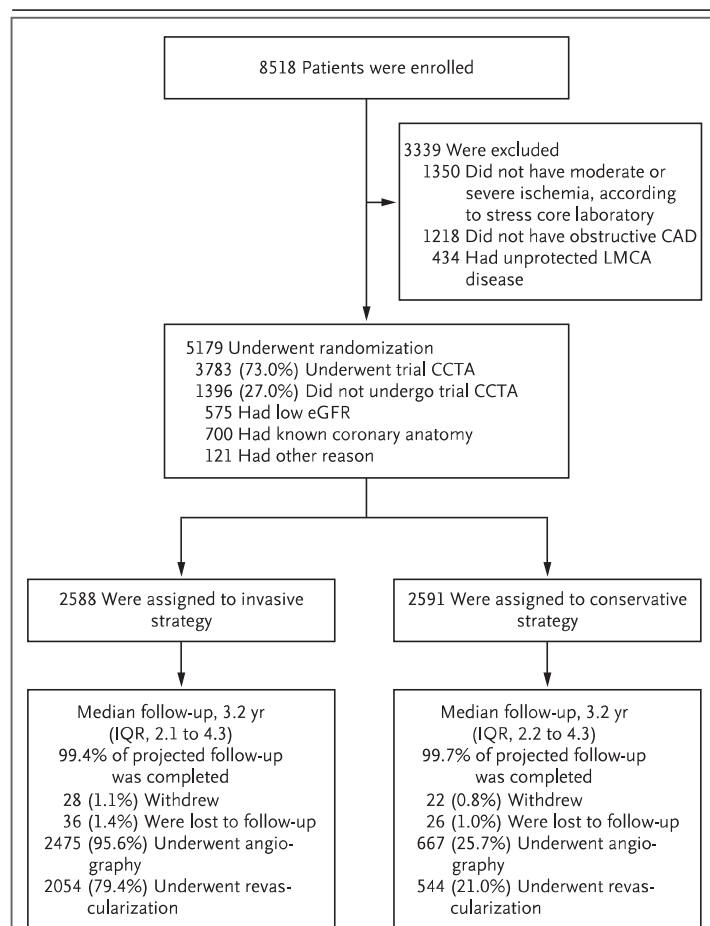 8518 Patients were enrolled
3339 Were excluded
1350 Did not have moderate or
severe ischemia, according
to stress core laboratory
1218 Did not have obstructive CAD
434 Had unprotected LMCA
disease
5179 Underwent randomization
3783 (73.0%) Underwent trial CCTA
1396 (27.0%) Did not undergo trial CCTA
575 Had low eGFR
700 Had known coronary anatomy
121 Had other reason
2588 Were assigned to invasive
strategy
2591 Were assigned to conservative
strategy
Median follow-up, 3.2 yr
(IQR, 2.1 to 4.3)
99.4% of projected follow-up
was completed
28 (1.1%) Withdrew
36 (1.4%) Were lost to follow-up
2475 (95.6%) Underwent angio-
graphy
2054 (79.4%) Underwent revas-
cularization
Median follow-up, 3.2 yr
(IQR, 2.2 to 4.3)
99.7% of projected follow-up
was completed
22 (0.8%) Withdrew
26 (1.0%) Were lost to follow-up
667 (25.7%) Underwent angio-
graphy
544 (21.0%) Underwent revas-
cularization